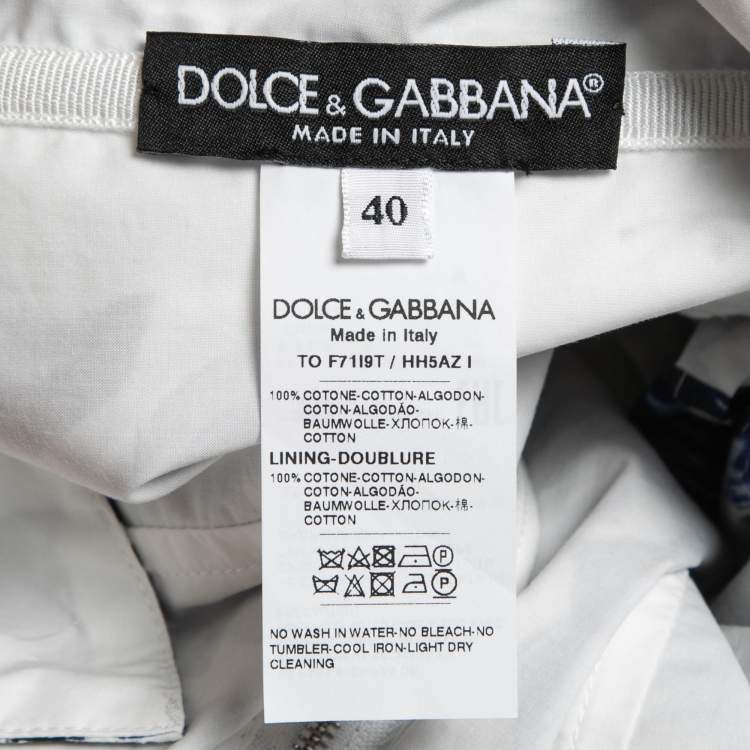 DOLCE & GABBANA®
MADE IN ITALY
40
DOLCE & GABBANA
Made in Italy
TO F71I9T / HH5AZ I
100% COTONE-COTTON-ALGODON-
COTON-ALGODÃO-
BAUMWOLLE-ХЛОПОК-棉-
COTTON
LINING-DOUBLURE
100% COTONE-COTTON-ALGODON-
COTON-ALGODÃO-
BAUMWOLLE-ХЛОПОК-棉-
COTTON
P
P
NO WASH IN WATER-NO BLEACH-NO
TUMBLER-COOL IRON-LIGHT DRY
CLEANING